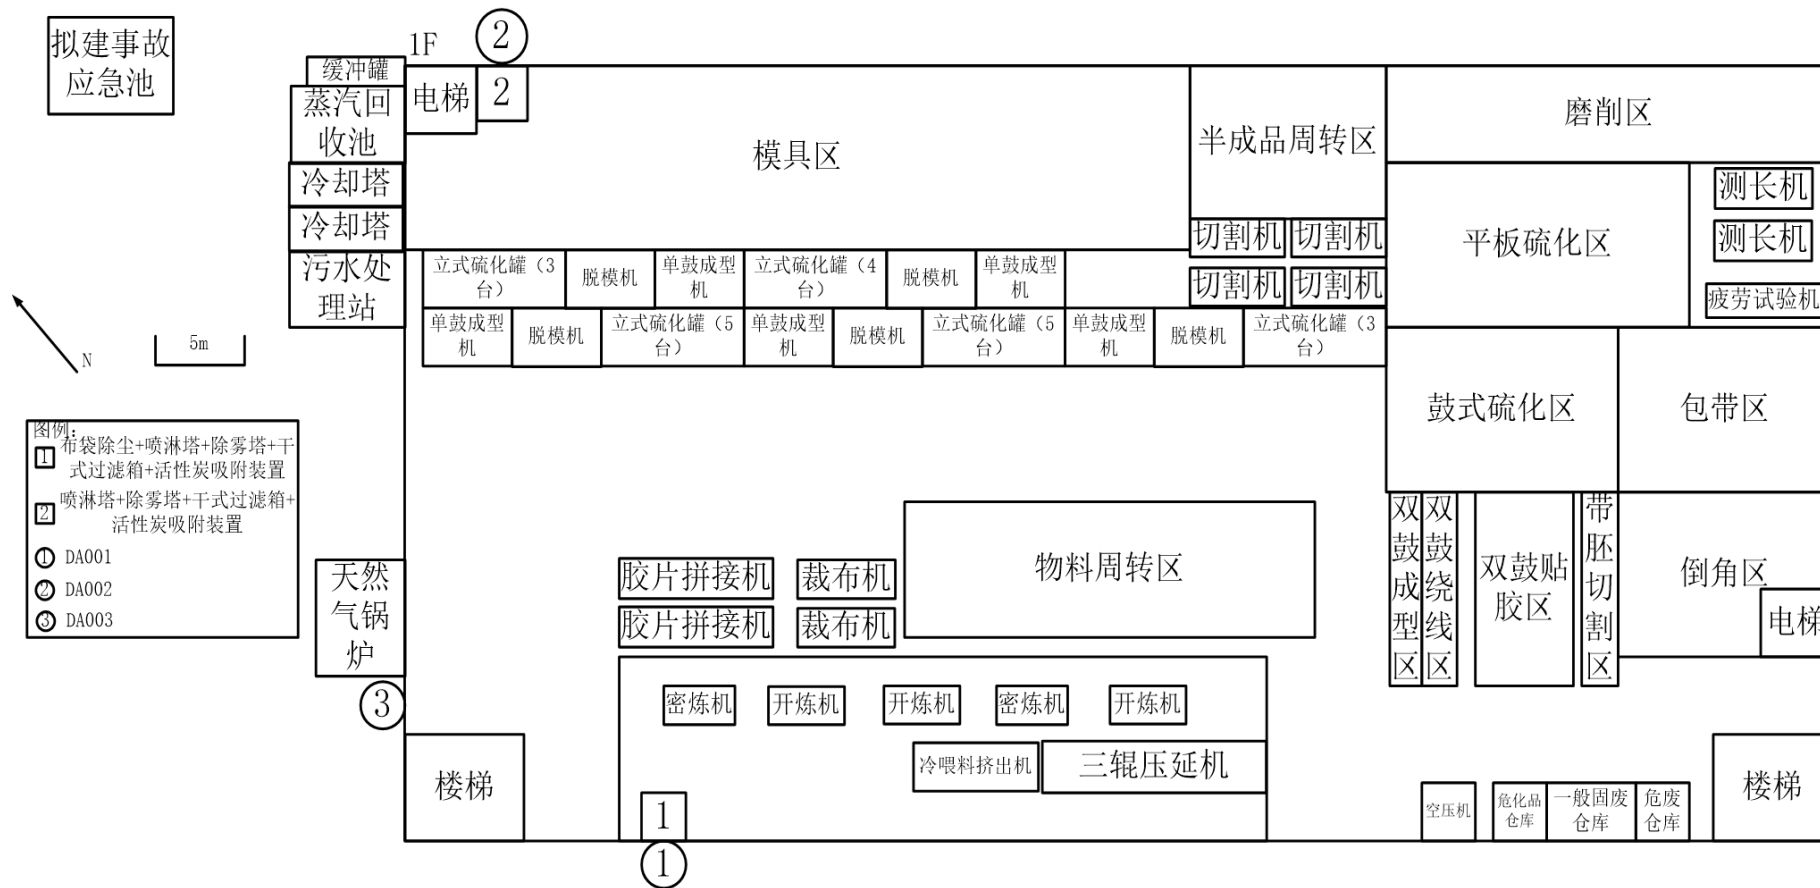 拟建事故
应急池
1F
②
缓冲罐
蒸汽回
收池
冷却塔
冷却塔
污水处
理站
电梯
2
模具区
半成品周转区
磨削区
切割机
切割机
切割机
切割机
平板硫化区
测长机
测长机
疲劳试验机
立式硫化罐（3
台）
脱模机
单鼓成型
机
立式硫化罐（4
台）
脱模机
单鼓成型
机
单鼓成型
机
脱模机
立式硫化罐（5
台）
单鼓成型
机
脱模机
立式硫化罐（5
台）
单鼓成型
机
脱模机
立式硫化罐（3
台）
N
5m
鼓式硫化区
包带区
图例：
1
布袋除尘+喷淋塔+除雾塔+干
式过滤箱+活性炭吸附装置
2
喷淋塔+除雾塔+干式过滤箱+
活性炭吸附装置
① DA001
② DA002
③ DA003
天然
气锅
炉
③
楼梯
胶片拼接机
胶片拼接机
裁布机
裁布机
物料周转区
双鼓成型区
双鼓绕线区
双鼓贴
胶区
带胚切割区
倒角区
电梯
密炼机
开炼机
开炼机
密炼机
开炼机
冷喂料挤出机
三辊压延机
1
①
空压机
危化品
仓库
一般固废
仓库
危废
仓库
楼梯